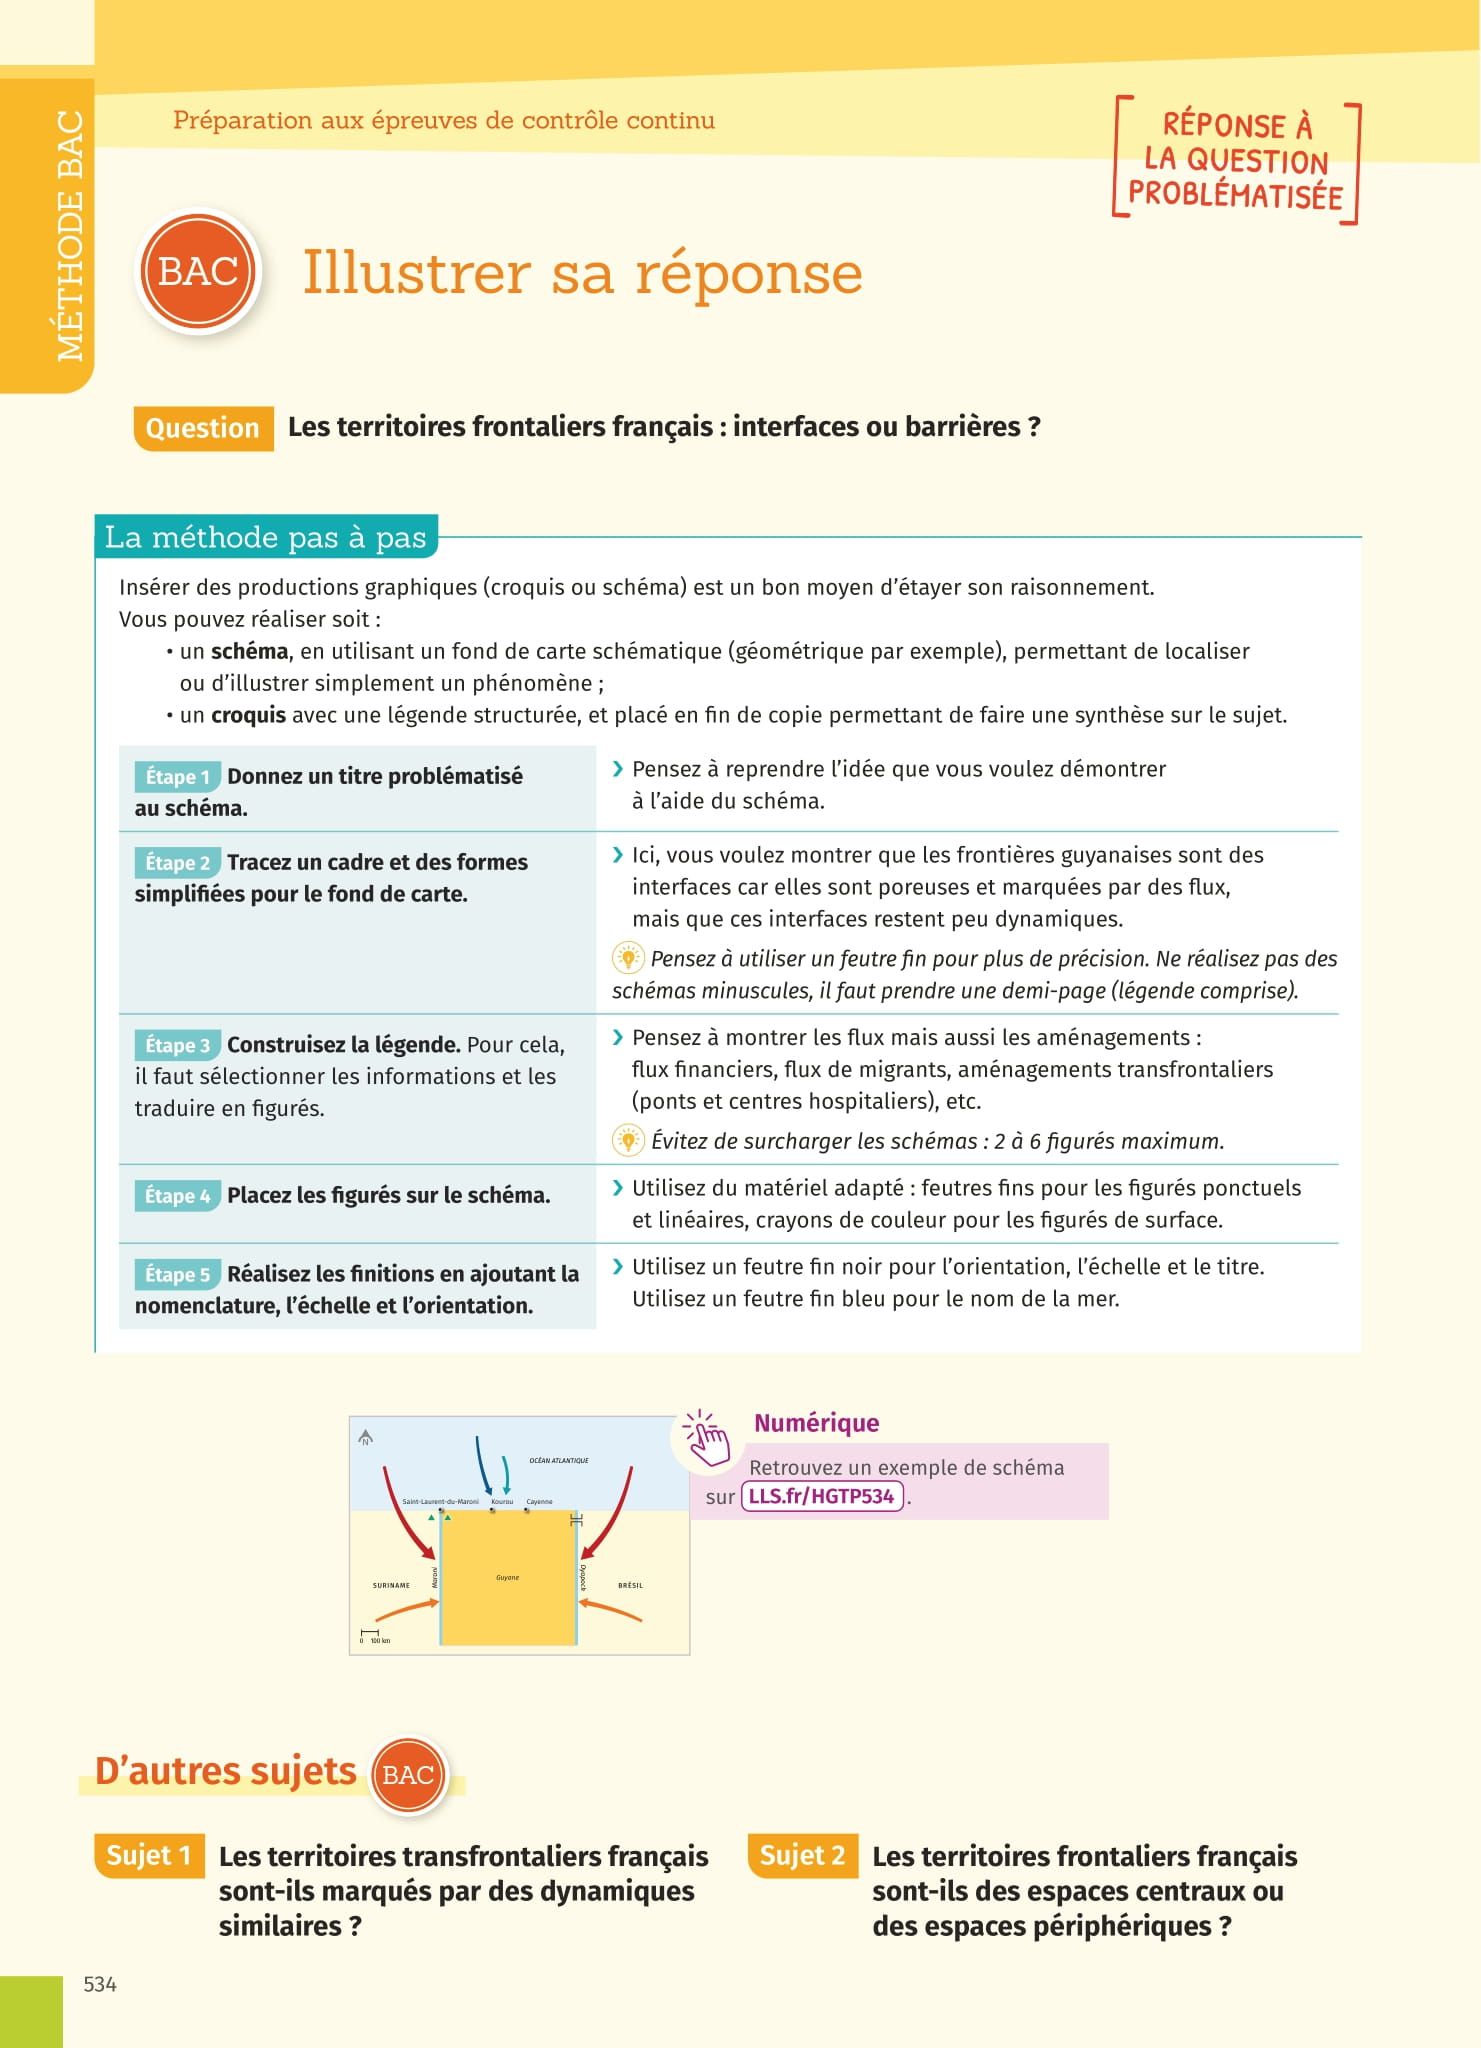 MÉTHODE BAC
Préparation aux épreuves de contrôle continu
RÉPONSE À
LA QUESTION
PROBLÉMATISÉE
BAC
Illustrer sa réponse
Question Les territoires frontaliers français : interfaces ou barrières ?
La méthode pas à pas
Insérer des productions graphiques (croquis ou schéma) est un bon moyen d'étayer son raisonnement.
Vous pouvez réaliser soit :
• un schéma, en utilisant un fond de carte schématique (géométrique par exemple), permettant de localiser
ou d'illustrer simplement un phénomène ;
• un croquis avec une légende structurée, et placé en fin de copie permettant de faire une synthèse sur le sujet.
Étape 1 Donnez un titre problématisé
au schéma.
› Pensez à reprendre l'idée que vous voulez démontrer
à l'aide du schéma.
Étape 2 Tracez un cadre et des formes
simplifiées pour le fond de carte.
› Ici, vous voulez montrer que les frontières guyanaises sont des
interfaces car elles sont poreuses et marquées par des flux,
mais que ces interfaces restent peu dynamiques.
Pensez à utiliser un feutre fin pour plus de précision. Ne réalisez pas des
schémas minuscules, il faut prendre une demi-page (légende comprise).
Étape 3 Construisez la légende. Pour cela,
il faut sélectionner les informations et les
traduire en figurés.
› Pensez à montrer les flux mais aussi les aménagements :
flux financiers, flux de migrants, aménagements transfrontaliers
(ponts et centres hospitaliers), etc.
Évitez de surcharger les schémas : 2 à 6 figurés maximum.
Étape 4 Placez les figurés sur le schéma.
› Utilisez du matériel adapté : feutres fins pour les figurés ponctuels
et linéaires, crayons de couleur pour les figurés de surface.
Étape 5 Réalisez les finitions en ajoutant la
nomenclature, l'échelle et l'orientation.
› Utilisez un feutre fin noir pour l'orientation, l'échelle et le titre.
Utilisez un feutre fin bleu pour le nom de la mer.
N
OCÉAN ATLANTIQUE
Saint-Laurent-du-Maroni Kourou Cayenne
SURINAME
Maroni
Guyane
Oyapock
BRÉSIL
0 100 km
Numérique
Retrouvez un exemple de schéma
sur LLS.fr/HGTP534 .
D'autres sujets BAC
Sujet 1 Les territoires transfrontaliers français
sont-ils marqués par des dynamiques
similaires ?
Sujet 2 Les territoires frontaliers français
sont-ils des espaces centraux ou
des espaces périphériques ?
534